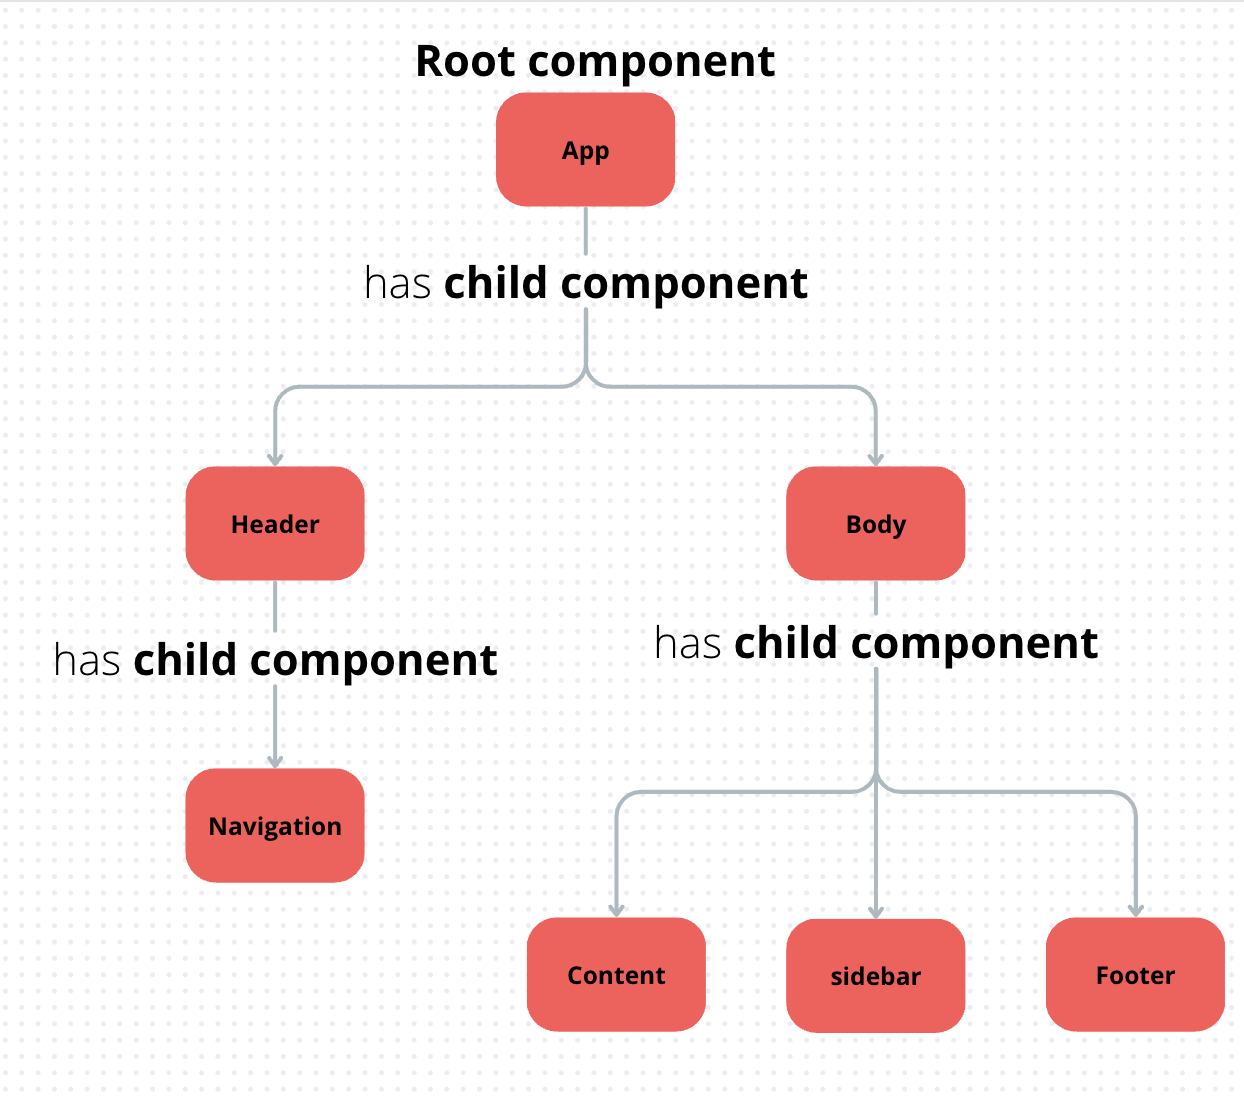 Root component
App
has child component
Header
Body
has child component
has child component
Navigation
Content
sidebar
Footer